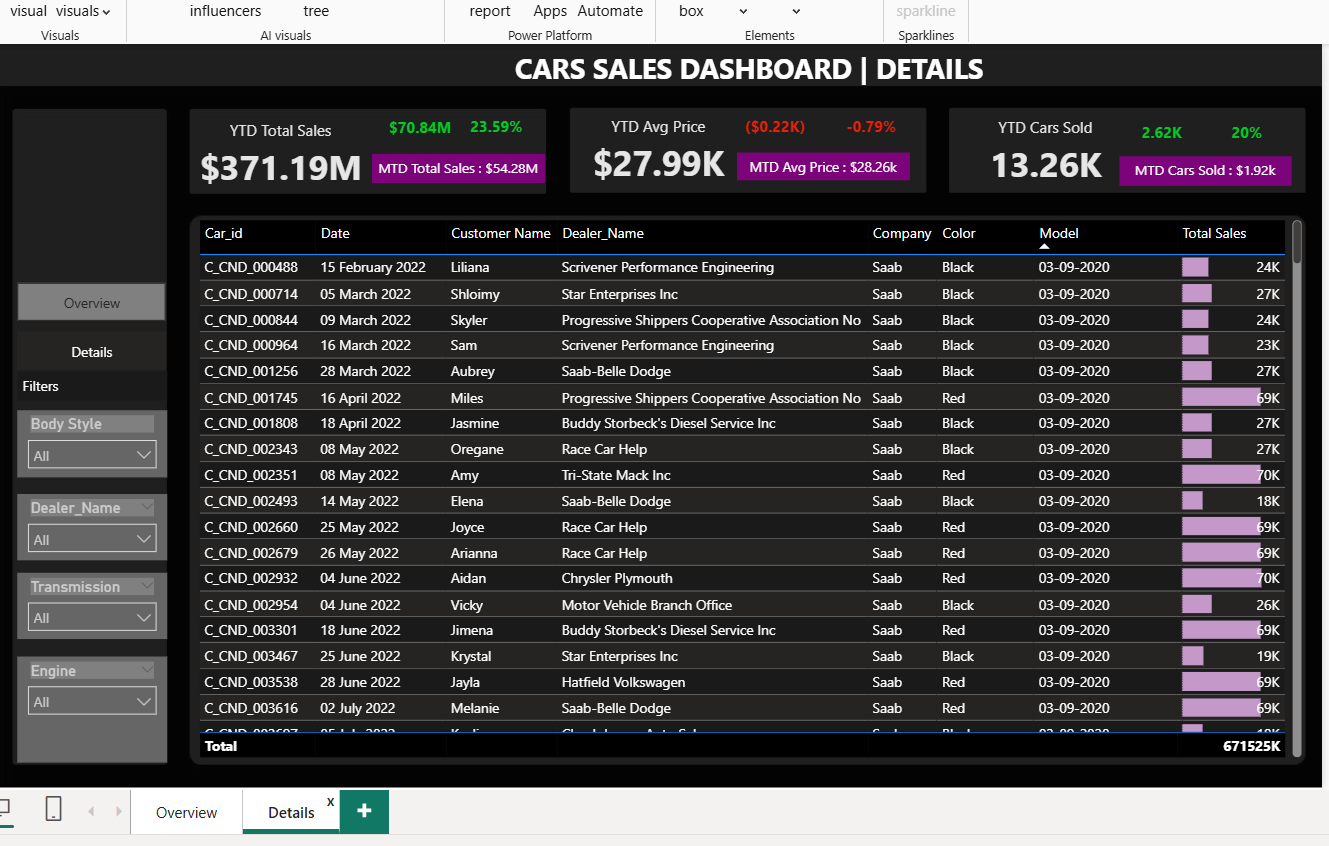 visual visuals influencers tree report Apps Automate box sparkline
Visuals AI visuals Power Platform Elements Sparklines
CARS SALES DASHBOARD | DETAILS
YTD Total Sales $70.84M 23.59%
$371.19M MTD Total Sales : $54.28M
YTD Avg Price ($0.22K) -0.79%
$27.99K MTD Avg Price : $28.26k
YTD Cars Sold 2.62K 20%
13.26K MTD Cars Sold : $1.92k
Overview
Details
Filters
Body Style
All
Dealer_Name
All
Transmission
All
Engine
All
Car_id Date Customer Name Dealer_Name Company Color Model Total Sales
C_CND_000488 15 February 2022 Liliana Scrivener Performance Engineering Saab Black 03-09-2020 24K
C_CND_000714 05 March 2022 Shloimy Star Enterprises Inc Saab Black 03-09-2020 27K
C_CND_000844 09 March 2022 Skyler Progressive Shippers Cooperative Association No Saab Black 03-09-2020 24K
C_CND_000964 16 March 2022 Sam Scrivener Performance Engineering Saab Black 03-09-2020 23K
C_CND_001256 28 March 2022 Aubrey Saab-Belle Dodge Saab Black 03-09-2020 27K
C_CND_001745 16 April 2022 Miles Progressive Shippers Cooperative Association No Saab Red 03-09-2020 69K
C_CND_001808 18 April 2022 Jasmine Buddy Storbeck's Diesel Service Inc Saab Black 03-09-2020 27K
C_CND_002343 08 May 2022 Oregane Race Car Help Saab Black 03-09-2020 27K
C_CND_002351 08 May 2022 Amy Tri-State Mack Inc Saab Red 03-09-2020 70K
C_CND_002493 14 May 2022 Elena Saab-Belle Dodge Saab Black 03-09-2020 18K
C_CND_002660 25 May 2022 Joyce Race Car Help Saab Red 03-09-2020 69K
C_CND_002679 26 May 2022 Arianna Race Car Help Saab Red 03-09-2020 69K
C_CND_002932 04 June 2022 Aidan Chrysler Plymouth Saab Red 03-09-2020 70K
C_CND_002954 04 June 2022 Vicky Motor Vehicle Branch Office Saab Black 03-09-2020 26K
C_CND_003301 18 June 2022 Jimena Buddy Storbeck's Diesel Service Inc Saab Red 03-09-2020 69K
C_CND_003467 25 June 2022 Krystal Star Enterprises Inc Saab Black 03-09-2020 19K
C_CND_003538 28 June 2022 Jayla Hatfield Volkswagen Saab Red 03-09-2020 69K
C_CND_003616 02 July 2022 Melanie Saab-Belle Dodge Saab Red 03-09-2020 69K
Total 671525K
Overview Details x +